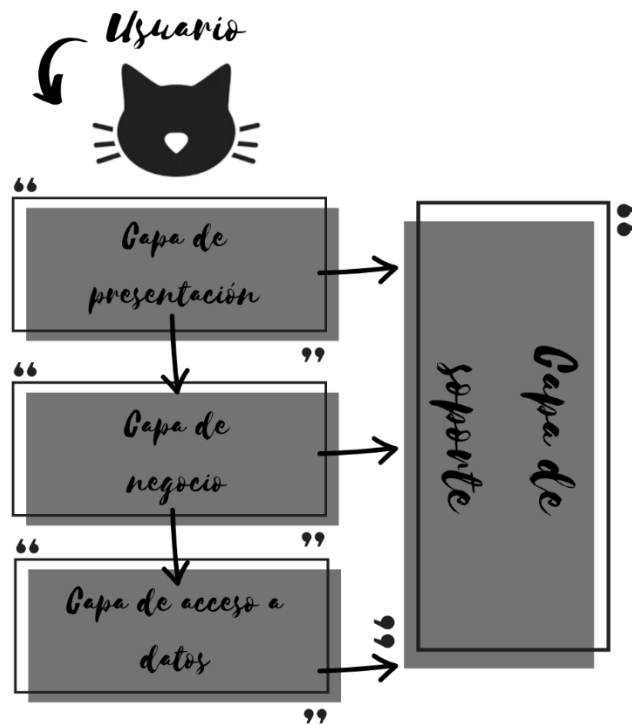 Usuario
Capa de
presentación
Capa de
negocio
Capa de acceso a
datos
Capa de
soporte